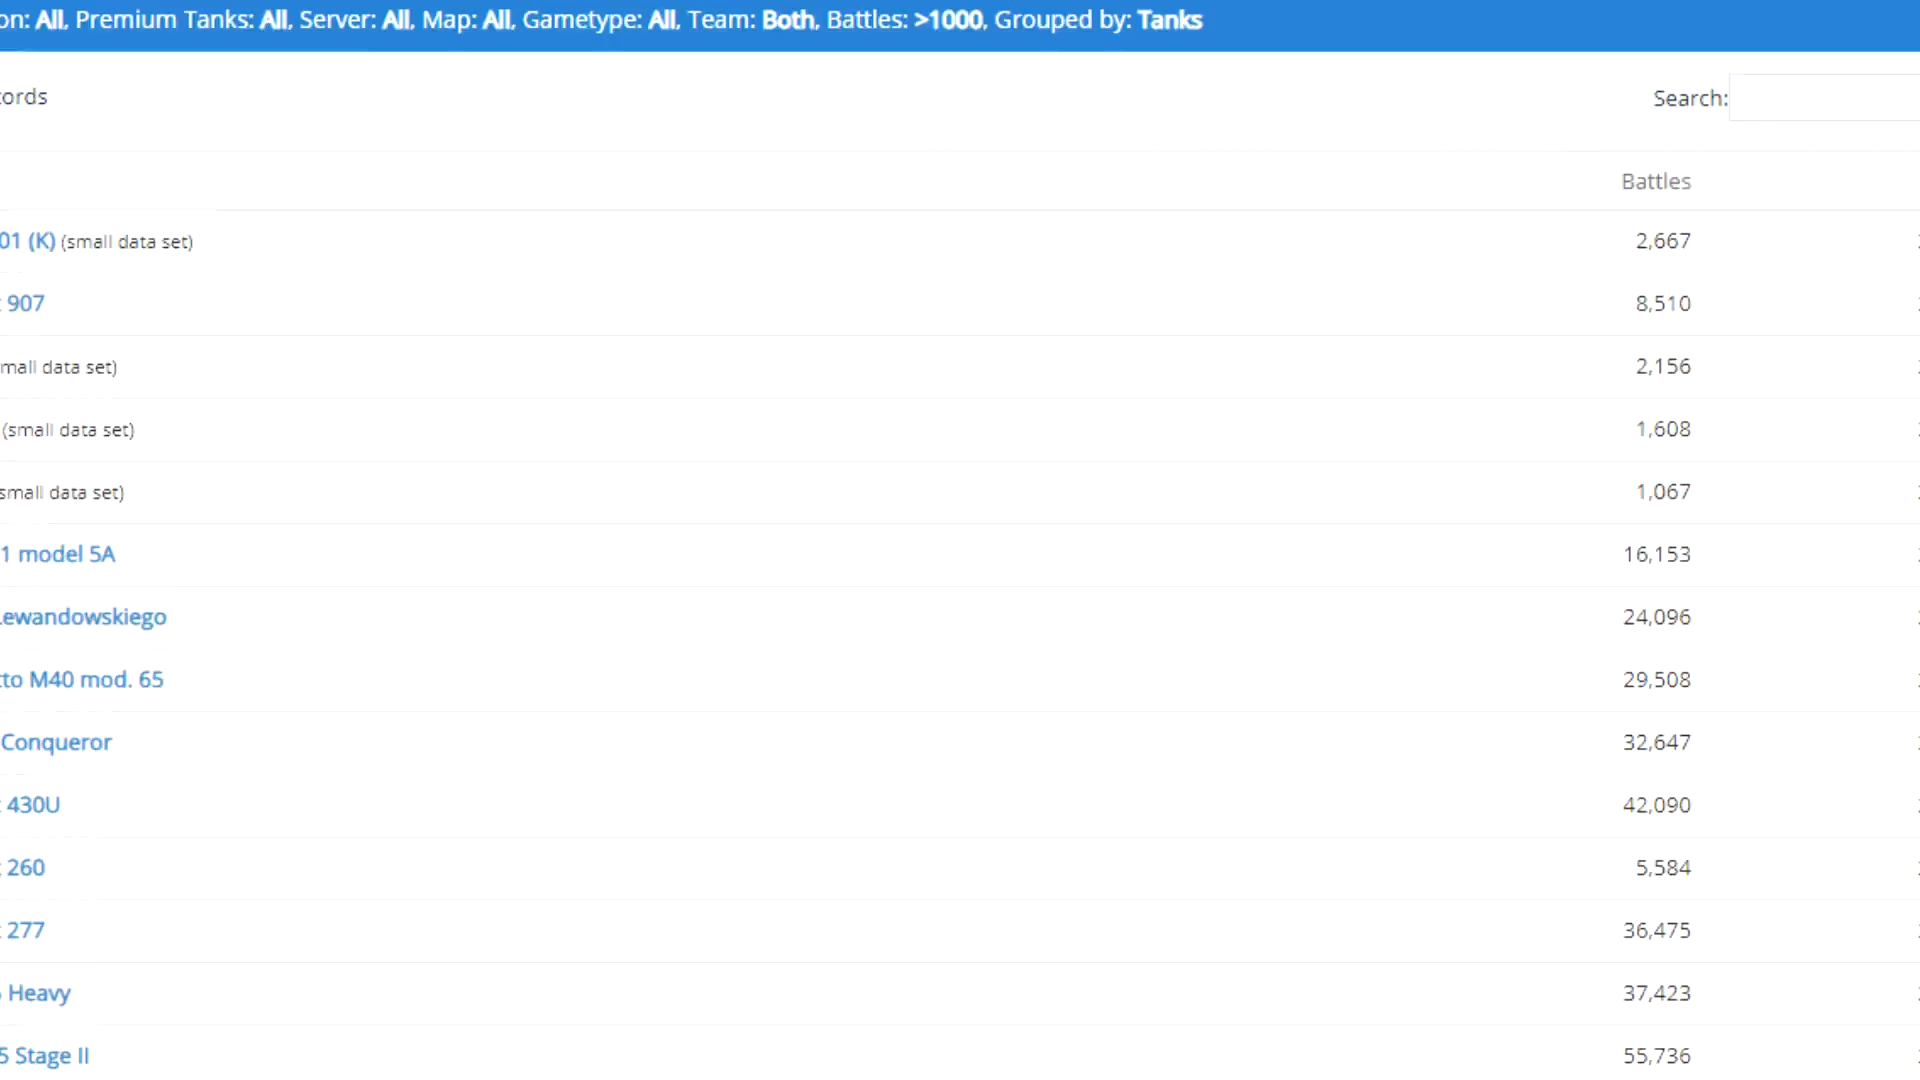 on: All, Premium Tanks: All, Server: All, Map: All, Gametype: All, Team: Both, Battles: >1000, Grouped by: Tanks
cords Search:
Battles
01 (K) (small data set) 2,667
907 8,510
mall data set) 2,156
(small data set) 1,608
small data set) 1,067
1 model 5A 16,153
Lewandowskiego 24,096
to M40 mod. 65 29,508
Conqueror 32,647
430U 42,090
260 5,584
277 36,475
Heavy 37,423
5 Stage II 55,736